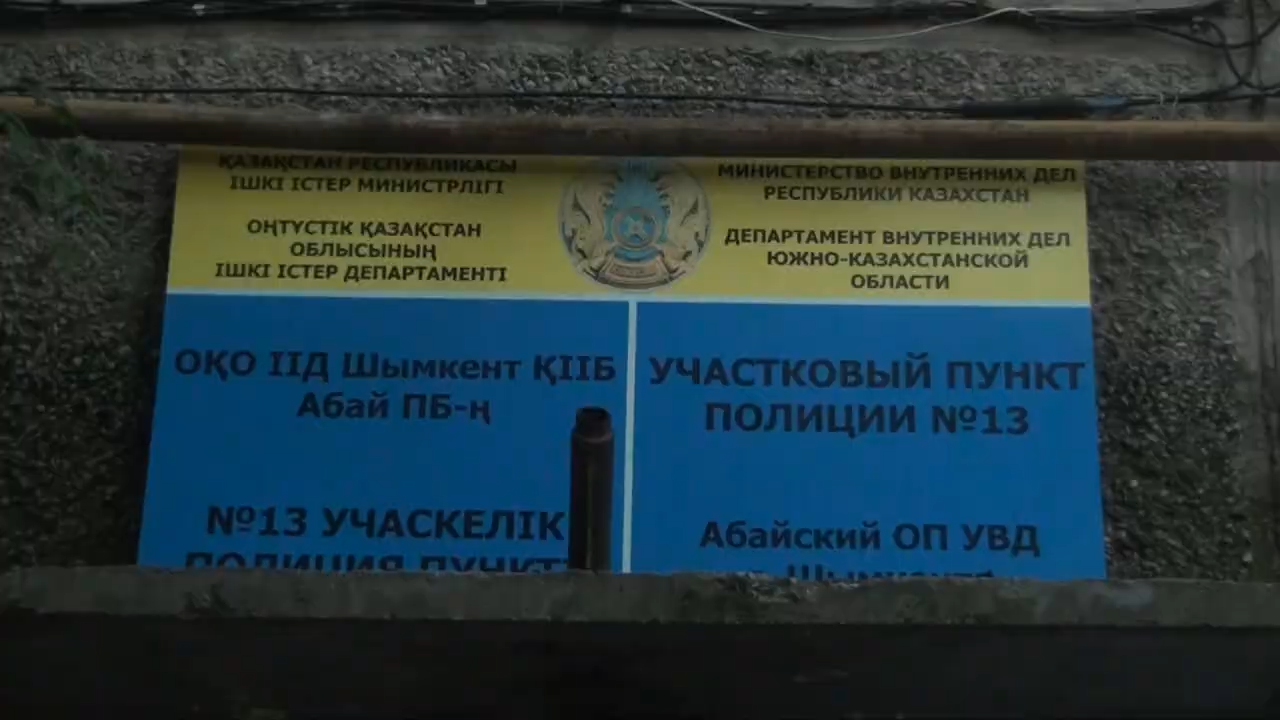 ҚАЗАҚСТАН РЕСПУБЛИКАСЫ
ІШКІ ІСТЕР МИНИСТРЛІГІ
ОҢТҮСТІК ҚАЗАҚСТАН
ОБЛЫСЫНЫҢ
ІШКІ ІСТЕР ДЕПАРТАМЕНТІ
МИНИСТЕРСТВО ВНУТРЕННИХ ДЕЛ
РЕСПУБЛИКИ КАЗАХСТАН
ДЕПАРТАМЕНТ ВНУТРЕННИХ ДЕЛ
ЮЖНО-КАЗАХСТАНСКОЙ
ОБЛАСТИ
ОҚО ІІД Шымкент ҚІІБ
Абай ПБ-ң
№13 УЧАСКЕЛІК
ПОЛИЦИЯ
УЧАСТКОВЫЙ ПУНКТ
ПОЛИЦИИ №13
Абайский ОП УВД